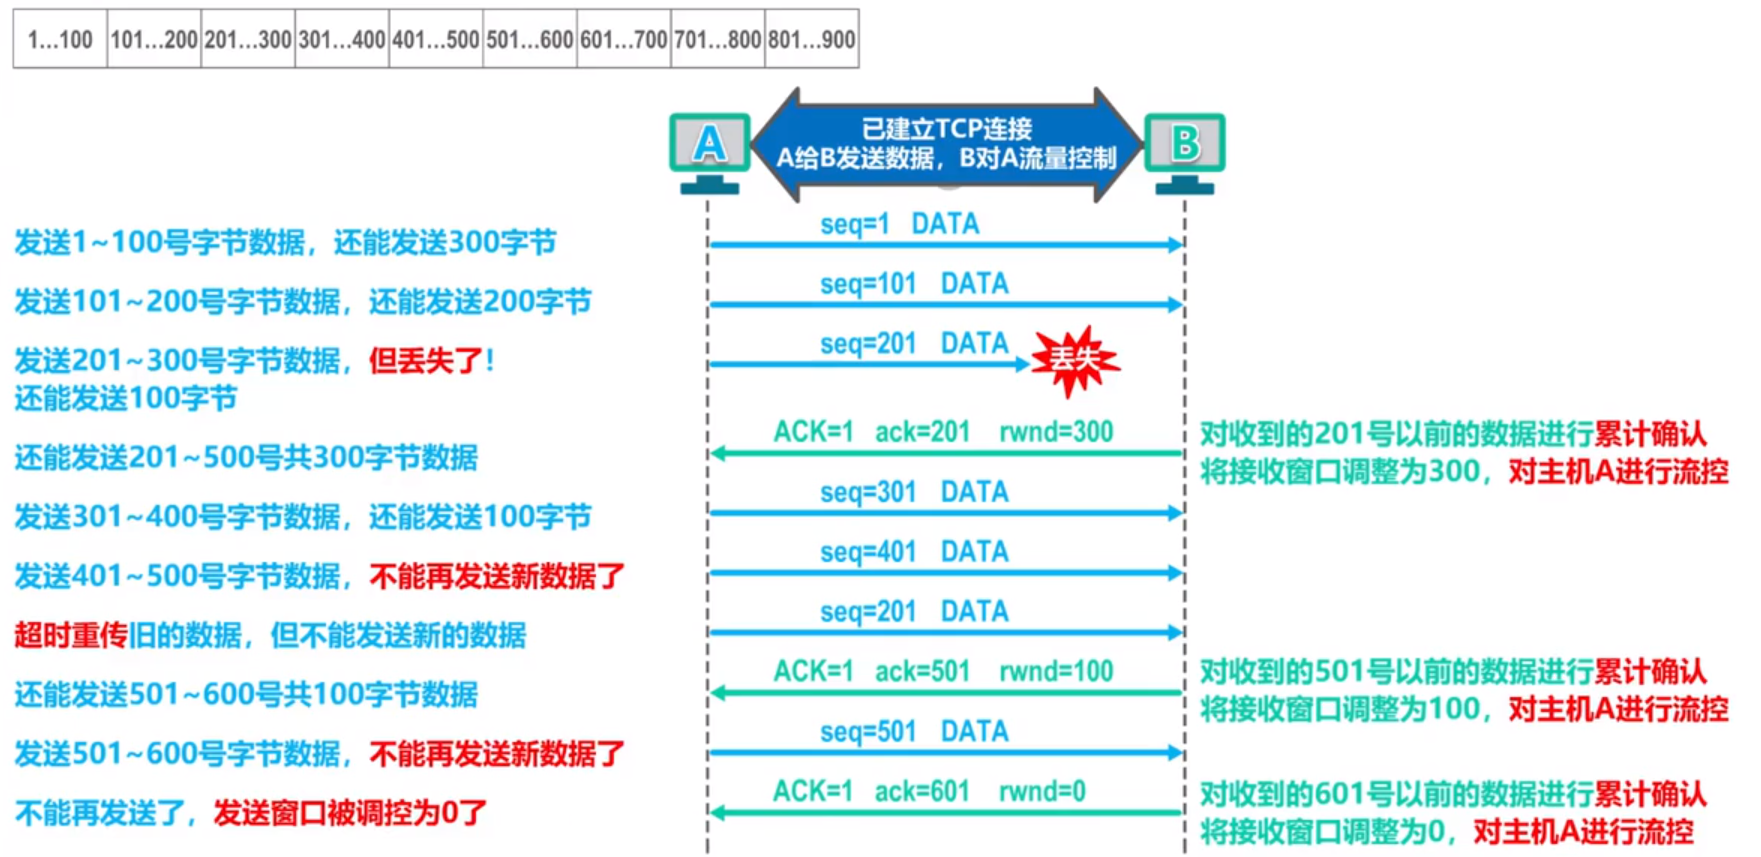 1...100 101...200 201...300 301...400 401...500 501...600 601...700 701...800 801...900
A
已建立TCP连接
A给B发送数据，B对A流量控制
B
发送1~100号字节数据，还能发送300字节
seq=1 DATA
发送101~200号字节数据，还能发送200字节
seq=101 DATA
发送201~300号字节数据，但丢失了！
还能发送100字节
seq=201 DATA
丢失
还能发送201~500号共300字节数据
ACK=1 ack=201 rwnd=300
对收到的201号以前的数据进行累计确认
将接收窗口调整为300，对主机A进行流控
发送301~400号字节数据，还能发送100字节
seq=301 DATA
发送401~500号字节数据，不能再发送新数据了
seq=401 DATA
超时重传旧的数据，但不能发送新的数据
seq=201 DATA
还能发送501~600号共100字节数据
ACK=1 ack=501 rwnd=100
对收到的501号以前的数据进行累计确认
将接收窗口调整为100，对主机A进行流控
发送501~600号字节数据，不能再发送新数据了
seq=501 DATA
不能再发送了，发送窗口被调控为0了
ACK=1 ack=601 rwnd=0
对收到的601号以前的数据进行累计确认
将接收窗口调整为0，对主机A进行流控